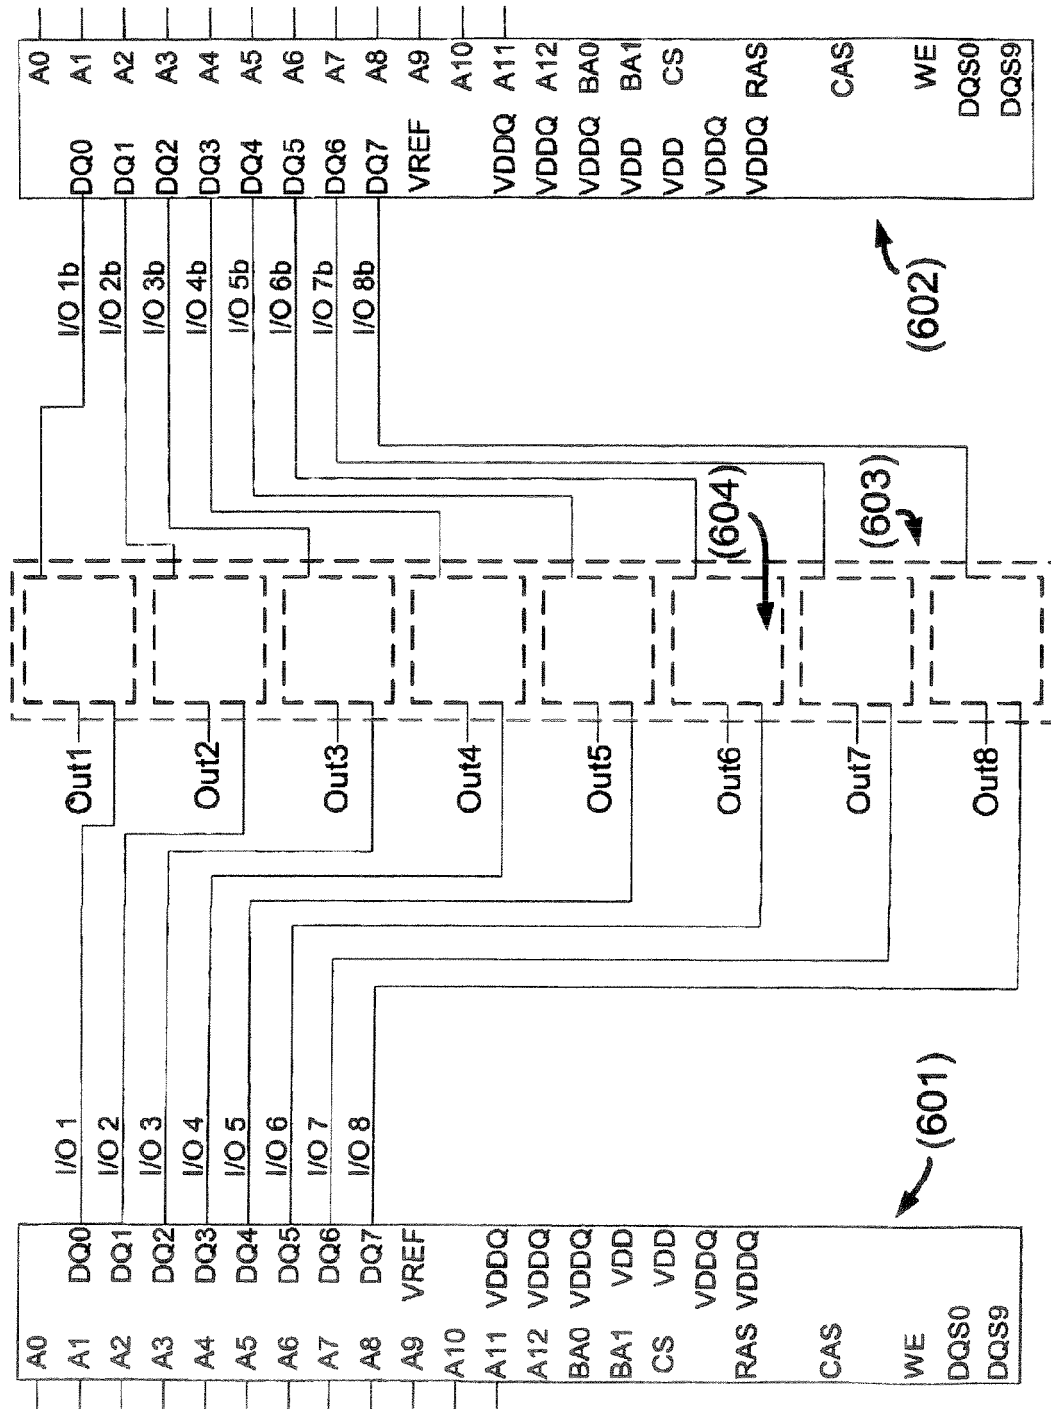 A0
A1
A2
A3
A4
A5
A6
A7
A8
A9
A10
A11
A12
BA0
BA1
CS
RAS
CAS
WE
DQS0
DQS9
DQ0
DQ1
DQ2
DQ3
DQ4
DQ5
DQ6
DQ7
VREF
VDDQ
VDDQ
VDDQ
VDD
VDD
VDDQ
VDDQ
I/O 1b
I/O 2b
I/O 3b
I/O 4b
I/O 5b
I/O 6b
I/O 7b
I/O 8b
(602)
(604)
(603)
Out1
Out2
Out3
Out4
Out5
Out6
Out7
Out8
I/O 1
I/O 2
I/O 3
I/O 4
I/O 5
I/O 6
I/O 7
I/O 8
(601)
DQ0
DQ1
DQ2
DQ3
DQ4
DQ5
DQ6
DQ7
VREF
VDDQ
VDDQ
VDDQ
VDD
VDD
VDDQ
VDDQ
A0
A1
A2
A3
A4
A5
A6
A7
A8
A9
A10
A11
A12
BA0
BA1
CS
RAS
CAS
WE
DQS0
DQS9